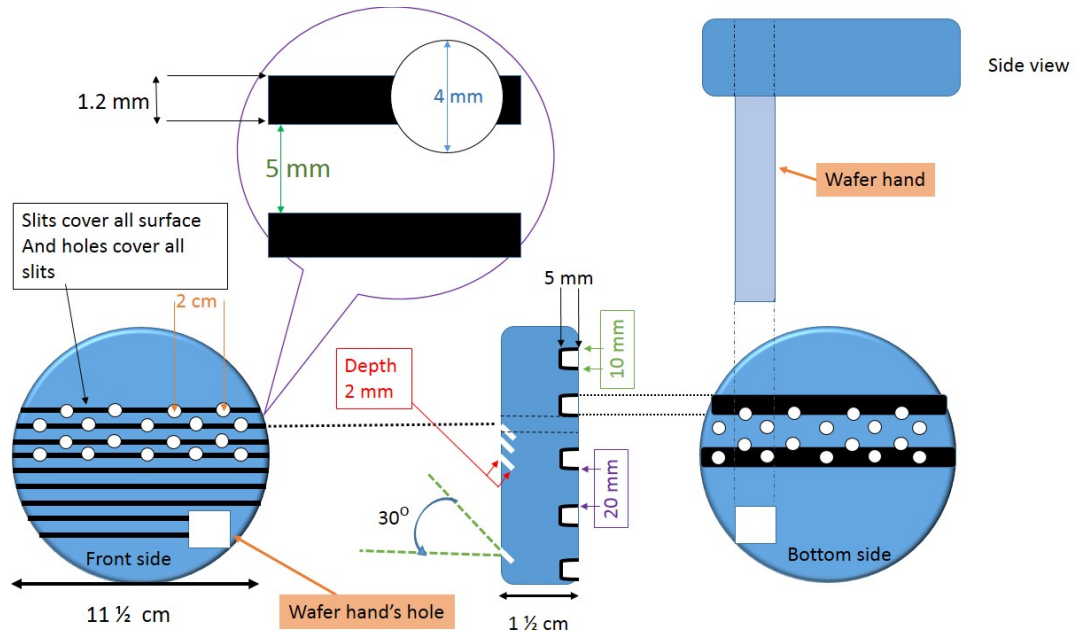 1.2 mm
4 mm
5 mm
Side view
Wafer hand
Slits cover all surface
And holes cover all
slits
2 cm
5 mm
10 mm
Depth
2 mm
20 mm
30⁰
Front side
Bottom side
11 ½ cm
Wafer hand's hole
1 ½ cm